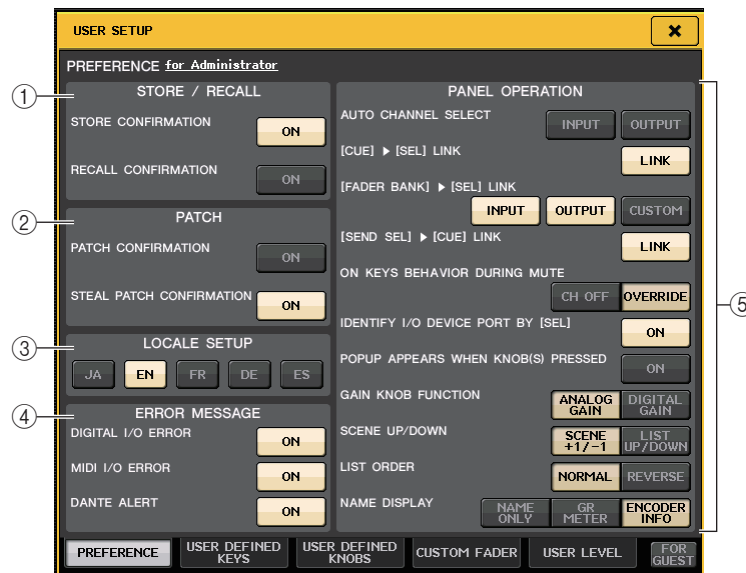 USER SETUP
PREFERENCE for Administrator
① STORE / RECALL
STORE CONFIRMATION ON
RECALL CONFIRMATION ON
② PATCH
PATCH CONFIRMATION ON
STEAL PATCH CONFIRMATION ON
③ LOCALE SETUP
JA EN FR DE ES
④ ERROR MESSAGE
DIGITAL I/O ERROR ON
MIDI I/O ERROR ON
DANTE ALERT ON
⑤ PANEL OPERATION
AUTO CHANNEL SELECT INPUT OUTPUT
[CUE] ▶ [SEL] LINK
LINK
[FADER BANK] ▶ [SEL] LINK
INPUT OUTPUT CUSTOM
[SEND SEL] ▶ [CUE] LINK
LINK
ON KEYS BEHAVIOR DURING MUTE
CH OFF OVERRIDE
IDENTIFY I/O DEVICE PORT BY [SEL]
ON
POPUP APPEARS WHEN KNOB(S) PRESSED
ON
GAIN KNOB FUNCTION
ANALOG GAIN DIGITAL GAIN
SCENE UP/DOWN
SCENE +1/-1 LIST UP/DOWN
LIST ORDER
NORMAL REVERSE
NAME DISPLAY
NAME ONLY GR METER ENCODER INFO
PREFERENCE USER DEFINED KEYS USER DEFINED KNOBS CUSTOM FADER USER LEVEL FOR GUEST